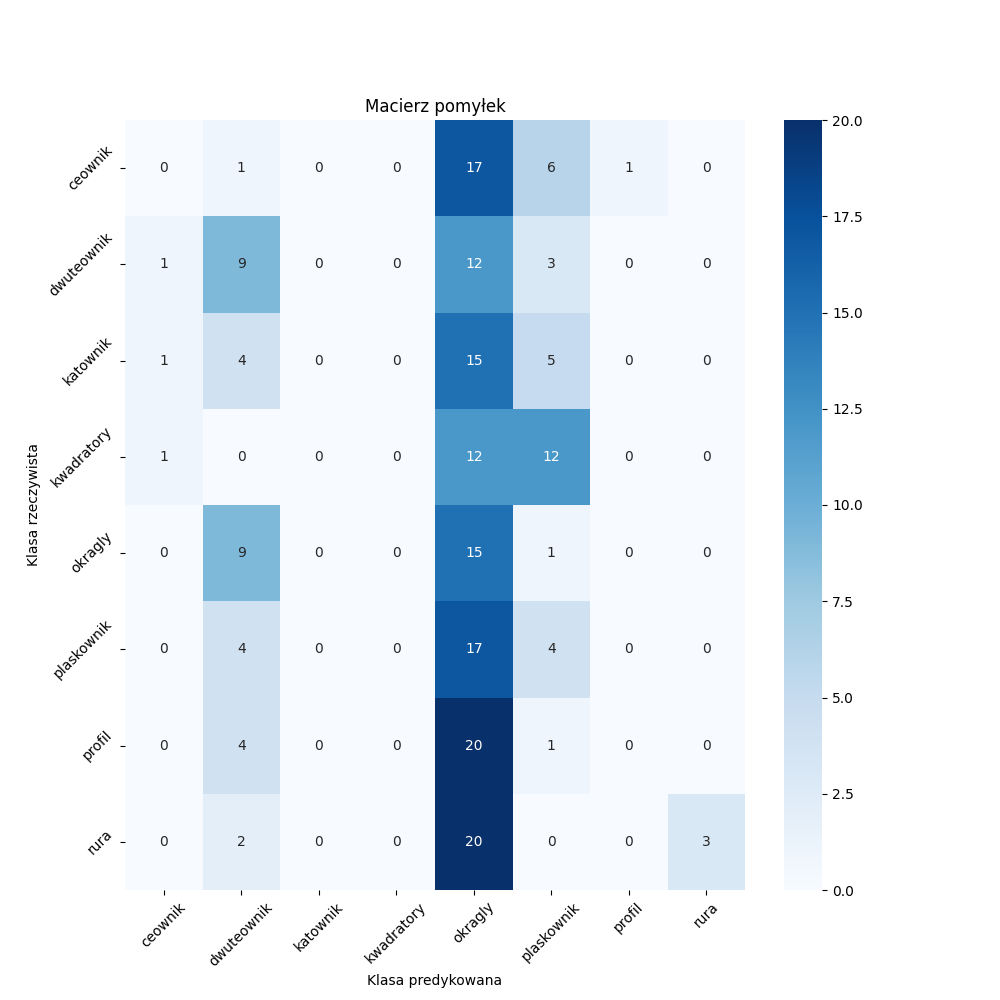 Macierz pomyłek
ceownik 0 1 0 0 17 6 1 0
dwuteownik 1 9 0 0 12 3 0 0
katownik 1 4 0 0 15 5 0 0
kwadratory 1 0 0 0 12 12 0 0
okragly 0 9 0 0 15 1 0 0
plaskownik 0 4 0 0 17 4 0 0
profil 0 4 0 0 20 1 0 0
rura 0 2 0 0 20 0 0 3
ceownik dwuteownik katownik kwadratory okragly plaskownik profil rura
Klasa predykowana
Klasa rzeczywista
20.0
17.5
15.0
12.5
10.0
7.5
5.0
2.5
0.0